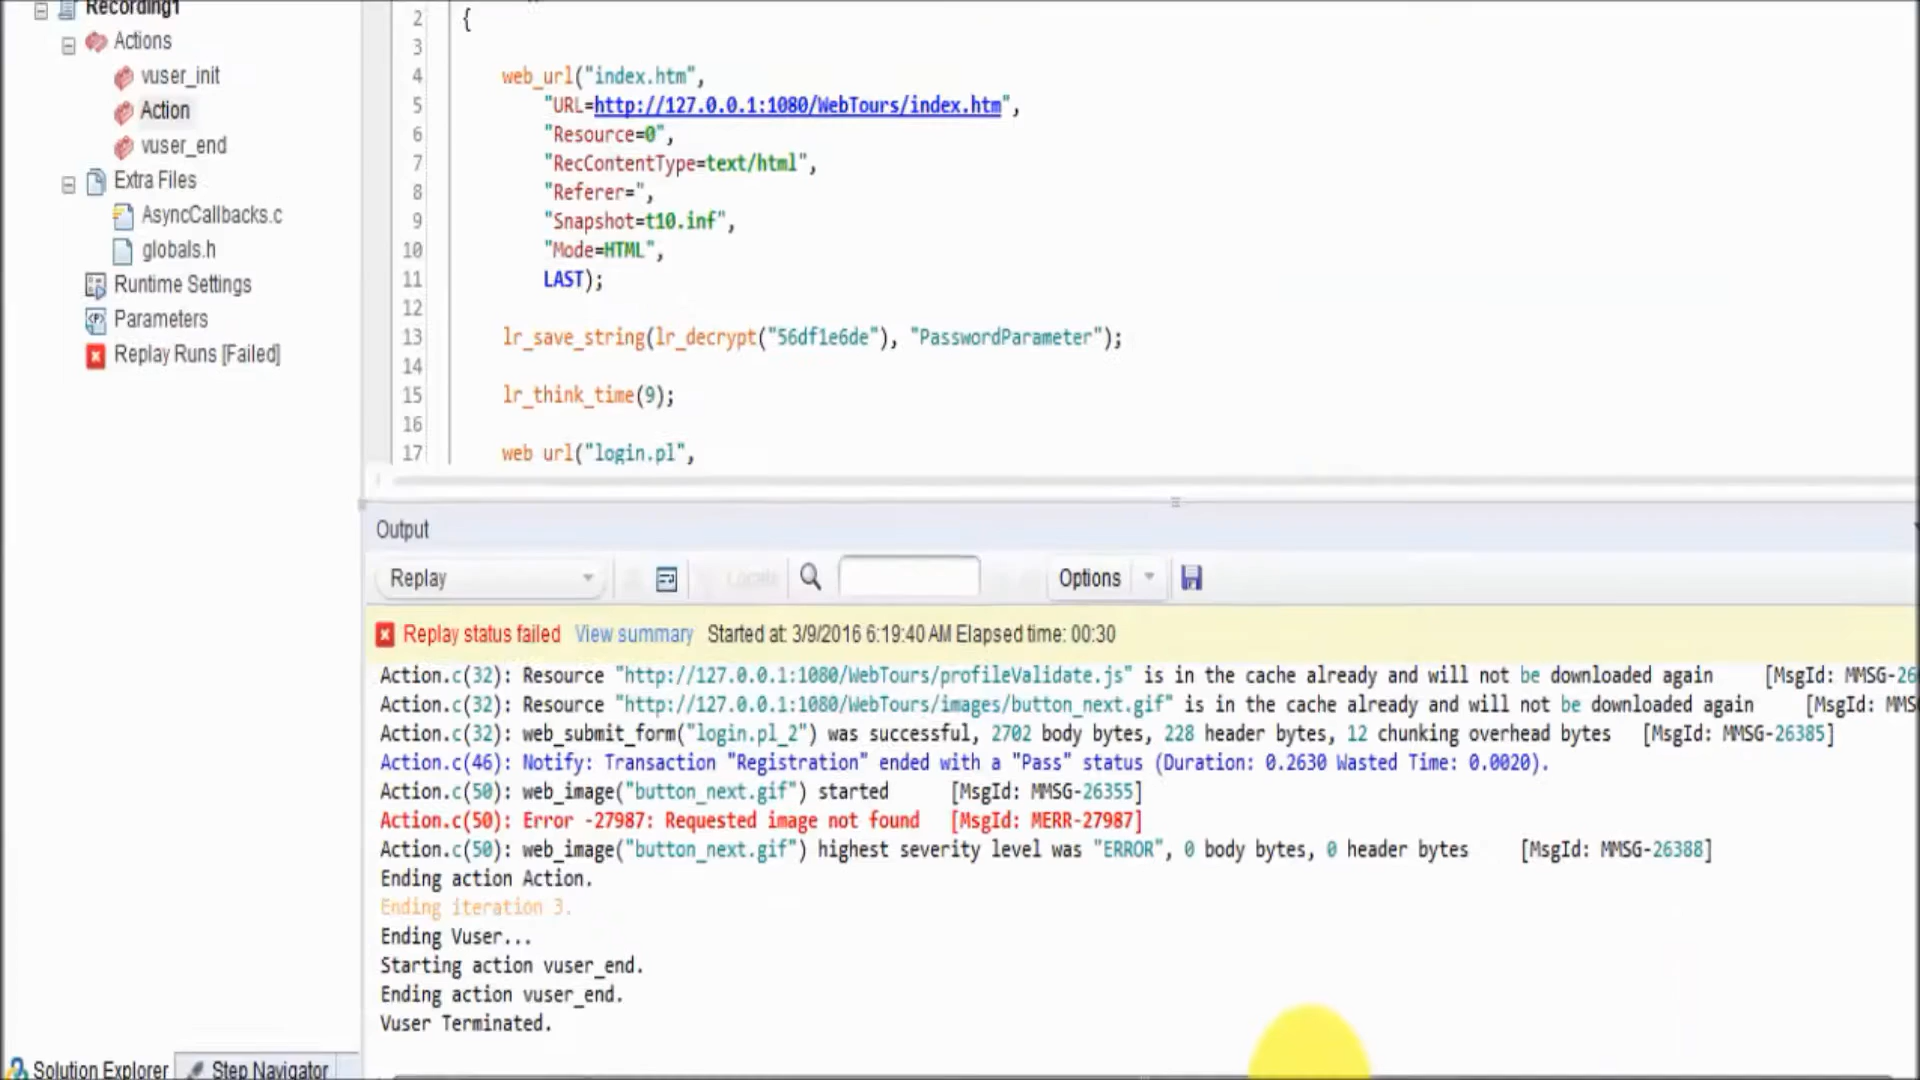 Recording1
Actions
vuser_init
Action
vuser_end
Extra Files
AsyncCallbacks.c
globals.h
Runtime Settings
Parameters
Replay Runs [Failed]
2 {
3
4 web_url("index.htm",
5 "URL=http://127.0.0.1:1080/WebTours/index.htm",
6 "Resource=0",
7 "RecContentType=text/html",
8 "Referer=",
9 "Snapshot=t10.inf",
10 "Mode=HTML",
11 LAST);
12
13 lr_save_string(lr_decrypt("56df1e6de"), "PasswordParameter");
14
15 lr_think_time(9);
16
17 web_url("login.pl",
Output
Replay
Locate
Options
Replay status failed View summary Started at: 3/9/2016 6:19:40 AM Elapsed time: 00:30
Action.c(32): Resource "http://127.0.0.1:1080/WebTours/profileValidate.js" is in the cache already and will not be downloaded again [MsgId: MMSG-26
Action.c(32): Resource "http://127.0.0.1:1080/WebTours/images/button_next.gif" is in the cache already and will not be downloaded again [MsgId: MMS
Action.c(32): web_submit_form("login.pl_2") was successful, 2702 body bytes, 228 header bytes, 12 chunking overhead bytes [MsgId: MMSG-26385]
Action.c(46): Notify: Transaction "Registration" ended with a "Pass" status (Duration: 0.2630 Wasted Time: 0.0020).
Action.c(50): web_image("button_next.gif") started [MsgId: MMSG-26355]
Action.c(50): Error -27987: Requested image not found [MsgId: MERR-27987]
Action.c(50): web_image("button_next.gif") highest severity level was "ERROR", 0 body bytes, 0 header bytes [MsgId: MMSG-26388]
Ending action Action.
Ending iteration 3.
Ending Vuser...
Starting action vuser_end.
Ending action vuser_end.
Vuser Terminated.
Solution Explorer
Step Navigator